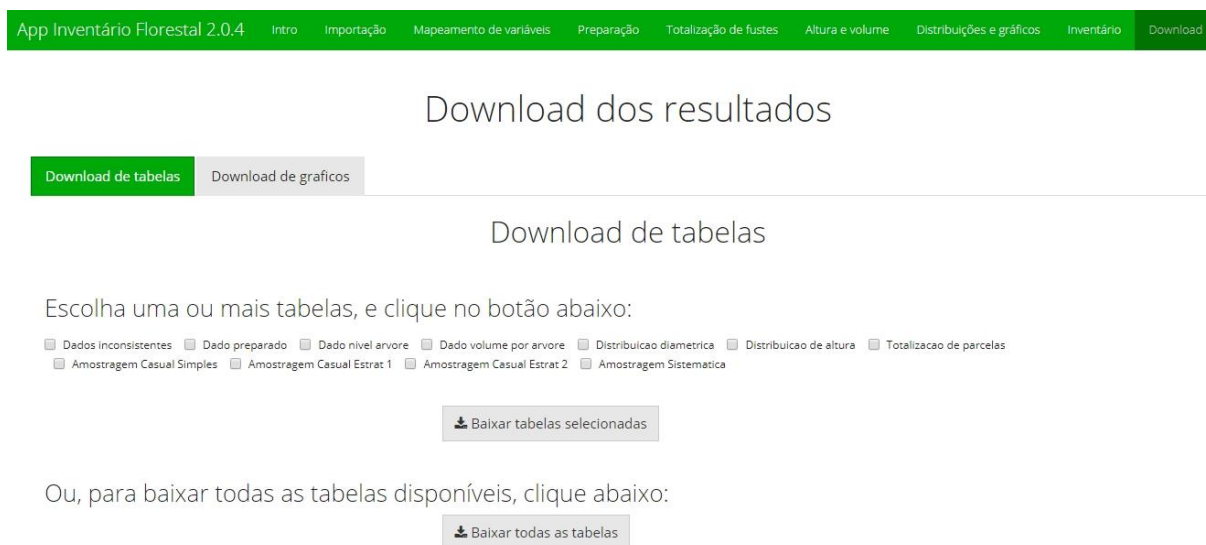 App Inventário Florestal 2.0.4 Intro Importação Mapeamento de variáveis Preparação Totalização de fustes Altura e volume Distribuições e gráficos Inventário Download
Download dos resultados
Download de tabelas Download de graficos
Download de tabelas
Escolha uma ou mais tabelas, e clique no botão abaixo:
Dados inconsistentes Dado preparado Dado nivel arvore Dado volume por arvore Distribuicao diametrica Distribuicao de altura Totalizacao de parcelas
Amostragem Casual Simples Amostragem Casual Estrat 1 Amostragem Casual Estrat 2 Amostragem Sistematica
Baixar tabelas selecionadas
Ou, para baixar todas as tabelas disponíveis, clique abaixo:
Baixar todas as tabelas